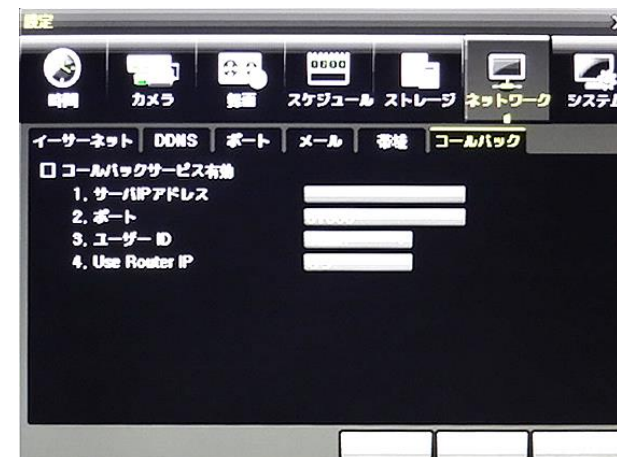 設定
時間 カメラ 録画 スケジュール ストレージ ネットワーク システム
イーサーネット DDNS ポート メール 帯域 コールバック
コールバックサービス有効
1. サーバIPアドレス
2. ポート
3. ユーザー ID
4. Use Router IP